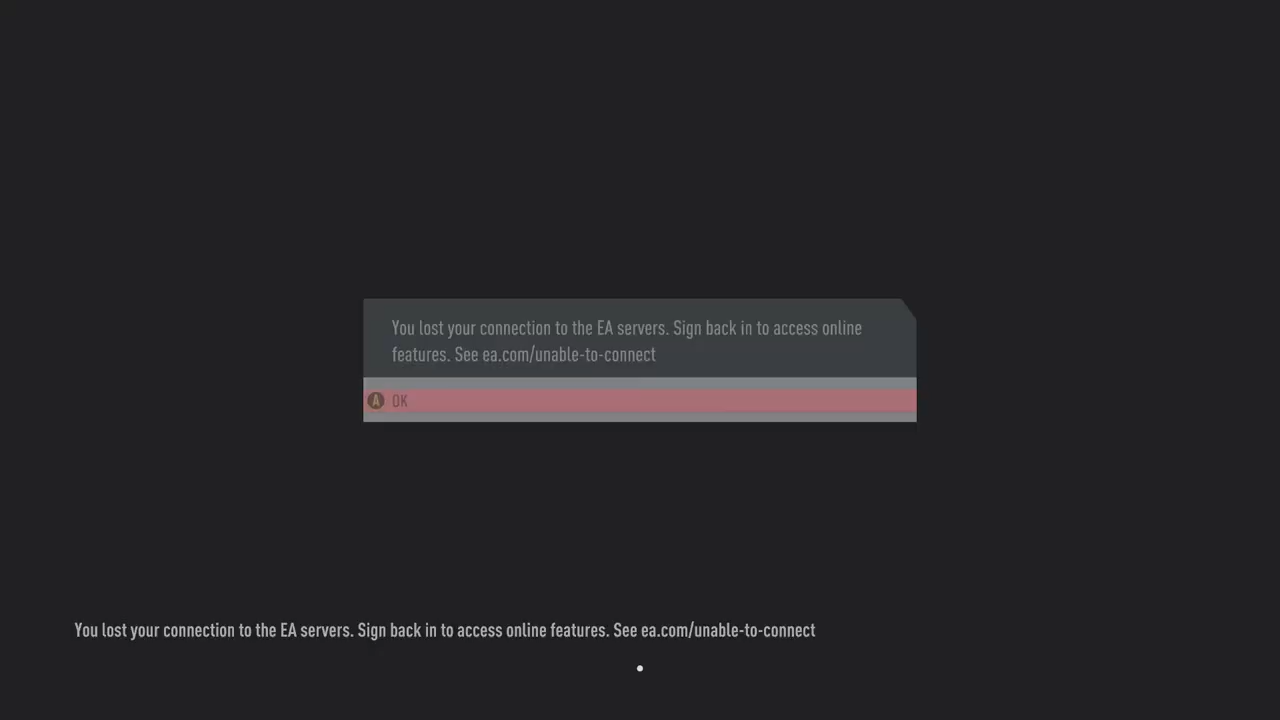 You lost your connection to the EA servers. Sign back in to access online
features. See ea.com/unable-to-connect
A OK
You lost your connection to the EA servers. Sign back in to access online features. See ea.com/unable-to-connect